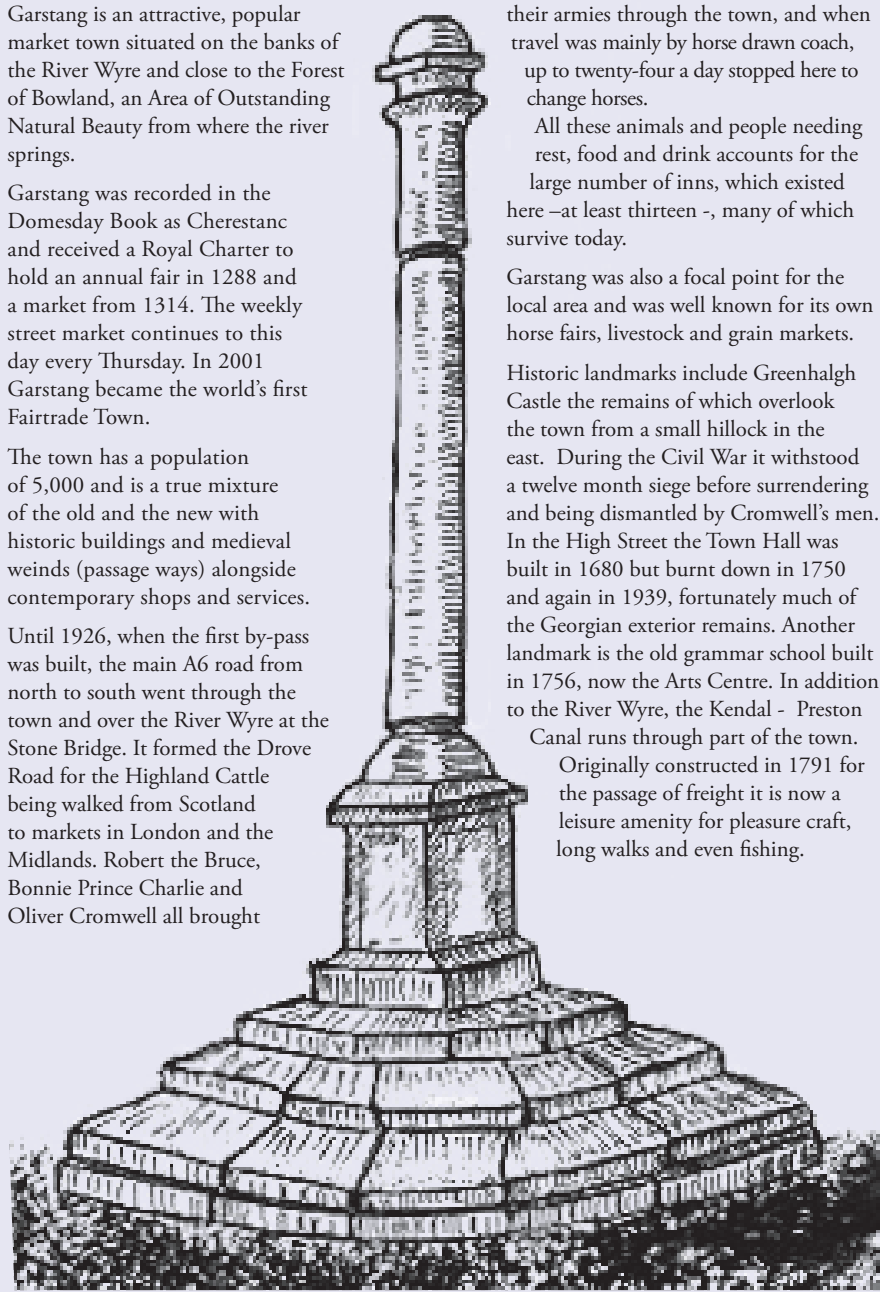 Garstang is an attractive, popular
market town situated on the banks of
the River Wyre and close to the Forest
of Bowland, an Area of Outstanding
Natural Beauty from where the river
springs.
Garstang was recorded in the
Domesday Book as Cherestanc
and received a Royal Charter to
hold an annual fair in 1288 and
a market from 1314. The weekly
street market continues to this
day every Thursday. In 2001
Garstang became the world's first
Fairtrade Town.
The town has a population
of 5,000 and is a true mixture
of the old and the new with
historic buildings and medieval
weinds (passage ways) alongside
contemporary shops and services.
Until 1926, when the first by-pass
was built, the main A6 road from
north to south went through the
town and over the River Wyre at the
Stone Bridge. It formed the Drove
Road for the Highland Cattle
being walked from Scotland
to markets in London and the
Midlands. Robert the Bruce,
Bonnie Prince Charlie and
Oliver Cromwell all brought
their armies through the town, and when
travel was mainly by horse drawn coach,
up to twenty-four a day stopped here to
change horses.
All these animals and people needing
rest, food and drink accounts for the
large number of inns, which existed
here –at least thirteen -, many of which
survive today.
Garstang was also a focal point for the
local area and was well known for its own
horse fairs, livestock and grain markets.
Historic landmarks include Greenhalgh
Castle the remains of which overlook
the town from a small hillock in the
east.  During the Civil War it withstood
a twelve month siege before surrendering
and being dismantled by Cromwell's men.
In the High Street the Town Hall was
built in 1680 but burnt down in 1750
and again in 1939, fortunately much of
the Georgian exterior remains. Another
landmark is the old grammar school built
in 1756, now the Arts Centre. In addition
to the River Wyre, the Kendal -  Preston
Canal runs through part of the town.
Originally constructed in 1791 for
the passage of freight it is now a
leisure amenity for pleasure craft,
long walks and even fishing.